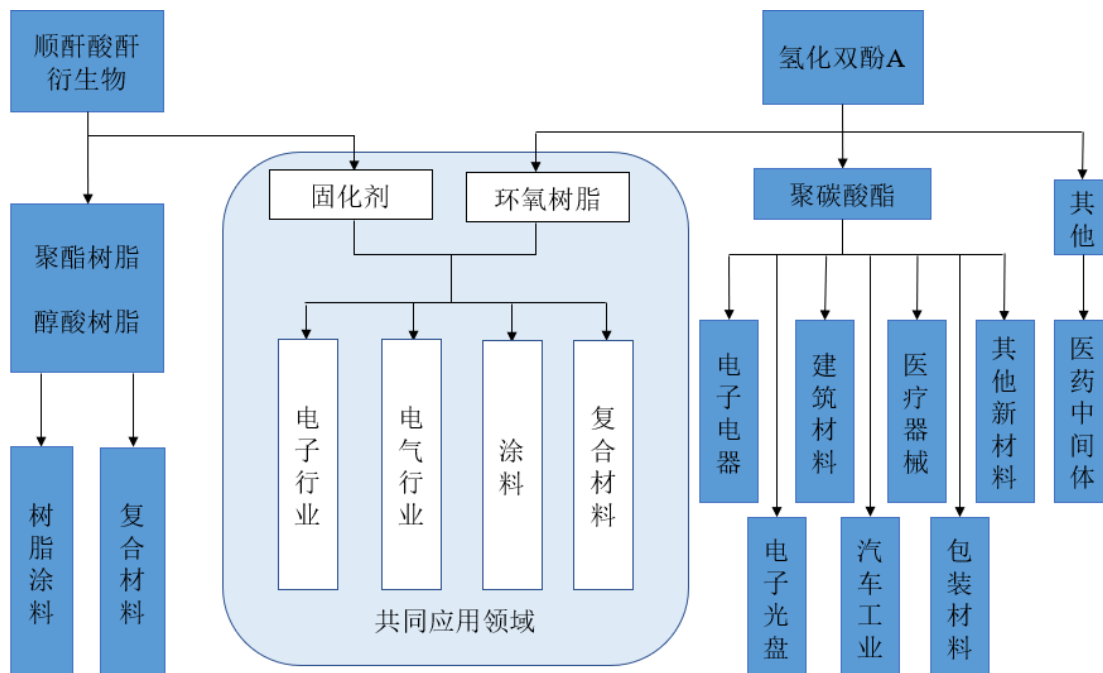 顺酐酸酐
衍生物
氢化双酚A
固化剂
环氧树脂
聚碳酸酯
其他
聚酯树脂
醇酸树脂
电子行业
电气行业
涂料
复合材料
电子电器
建筑材料
医疗器械
其他新材料
医药中间体
树脂涂料
复合材料
电子光盘
汽车工业
包装材料
共同应用领域